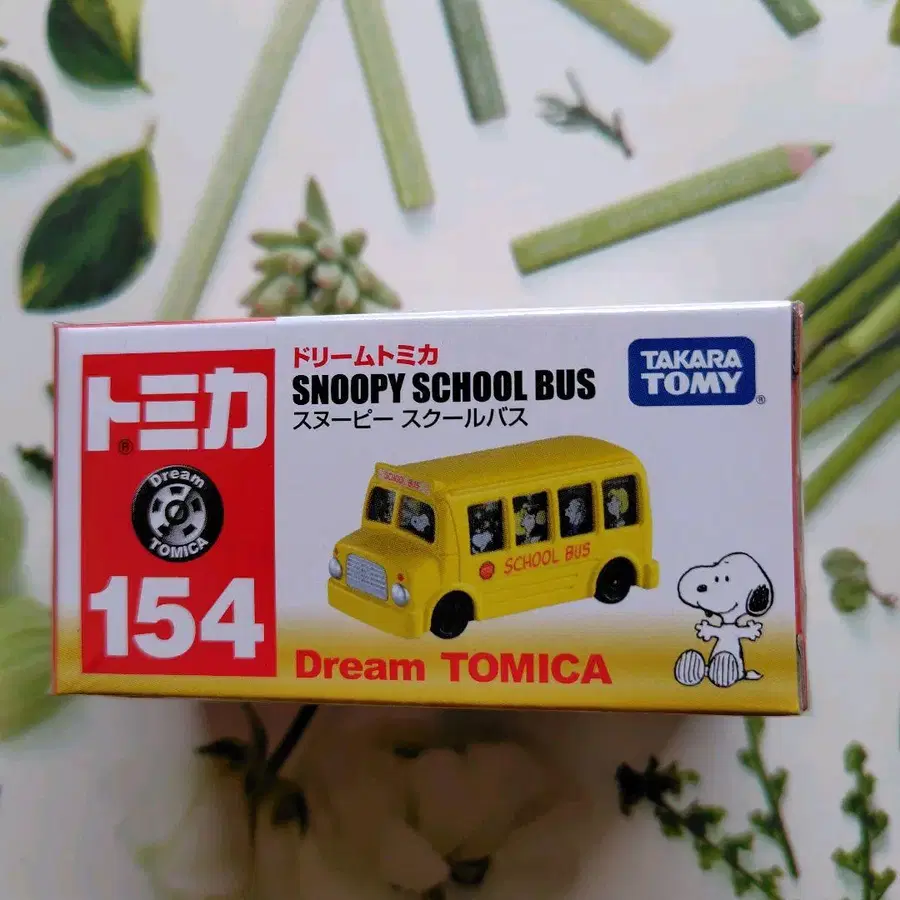 トミカ®
Dream
TOMICA
154
ドリームトミカ
SNOOPY SCHOOL BUS
スヌーピー スクールバス
TAKARA
TOMY®
SCHOOL BUS
SCHOOL BUS
Dream TOMICA